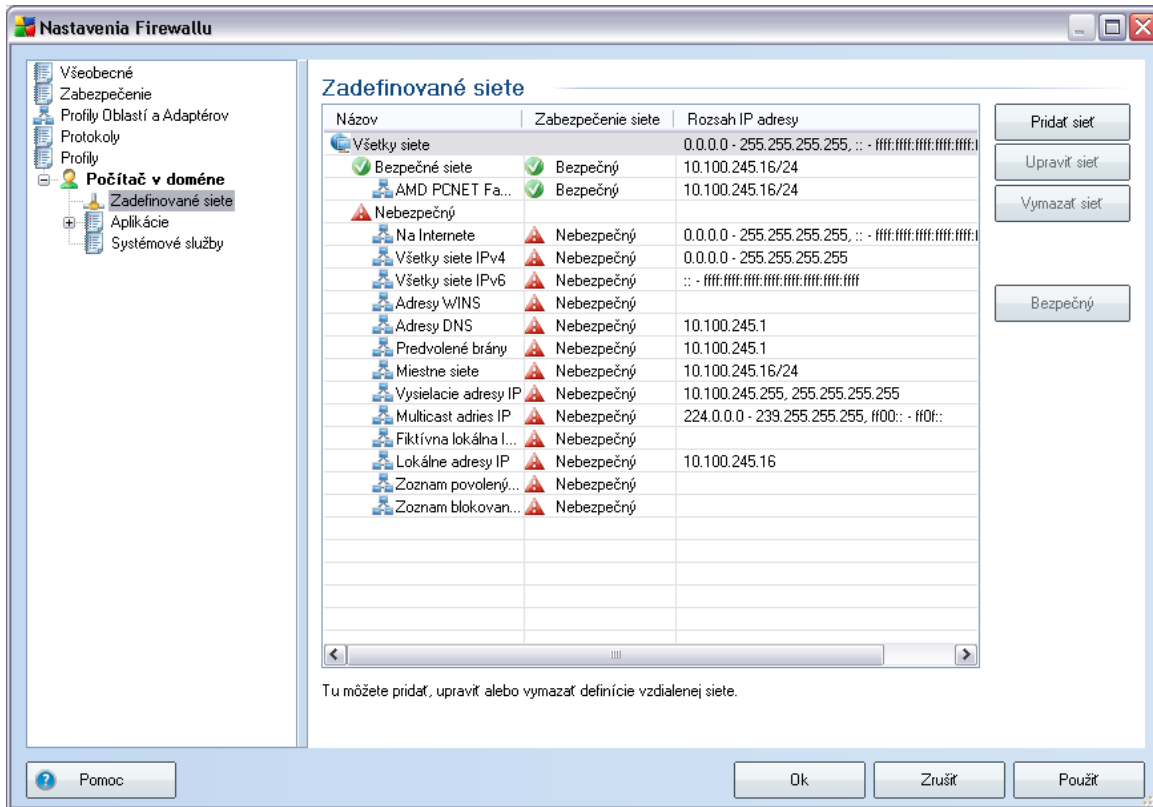 Nastavenia Firewallu
Všeobecné
Zabezpečenie
Profily Oblastí a Adaptérov
Protokoly
Profily
Počítač v doméne
Zadefinované siete
Aplikácie
Systémové služby
Zadefinované siete
Názov Zabezpečenie siete Rozsah IP adresy
Všetky siete 0.0.0.0 - 255.255.255.255, :: - ffff:ffff:ffff:ffff:ffff:
Bezpečné siete Bezpečný 10.100.245.16/24
AMD PCNET Fa... Bezpečný 10.100.245.16/24
Nebezpečný
Na Internete Nebezpečný 0.0.0.0 - 255.255.255.255, :: - ffff:ffff:ffff:ffff:ffff:
Všetky siete IPv4 Nebezpečný 0.0.0.0 - 255.255.255.255
Všetky siete IPv6 Nebezpečný :: - ffff:ffff:ffff:ffff:ffff:ffff:ffff:ffff
Adresy WINS Nebezpečný
Adresy DNS Nebezpečný 10.100.245.1
Predvolené brány Nebezpečný 10.100.245.1
Miestne siete Nebezpečný 10.100.245.16/24
Vysielacie adresy IP Nebezpečný 10.100.245.255, 255.255.255.255
Multicast adries IP Nebezpečný 224.0.0.0 - 239.255.255.255, ff00:: - ff0f::
Fiktívna lokálna I... Nebezpečný
Lokálne adresy IP Nebezpečný 10.100.245.16
Zoznam povolený... Nebezpečný
Zoznam blokovan... Nebezpečný
Pridať sieť
Upraviť sieť
Vymazať sieť
Bezpečný
Tu môžete pridať, upraviť alebo vymazať definície vzdialenej siete.
Pomoc
Ok
Zrušiť
Použiť